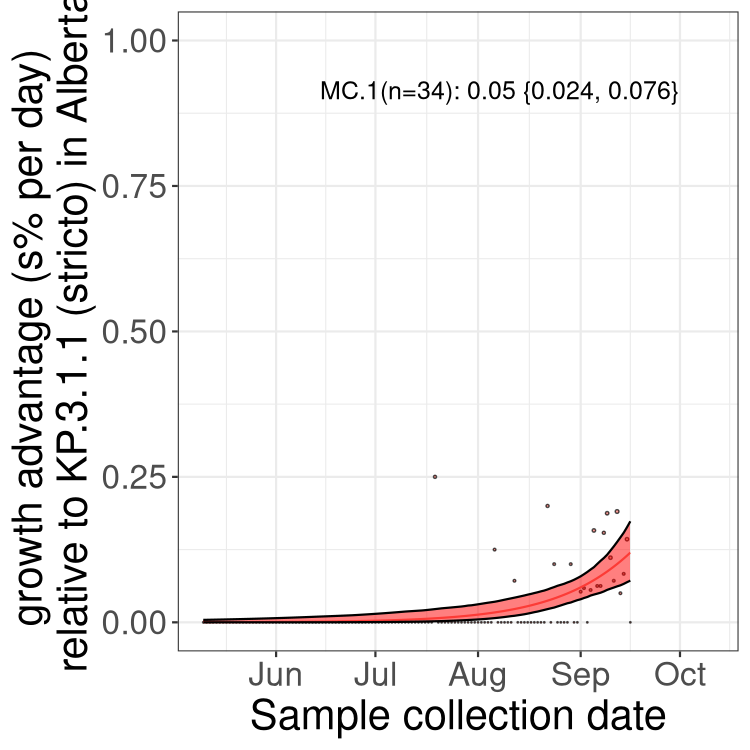 growth advantage (s% per day)
relative to KP.3.1.1 (stricto) in Alberta
1.00
0.75
0.50
0.25
0.00
MC.1(n=34): 0.05 {0.024, 0.076}
Jun Jul Aug Sep Oct
Sample collection date